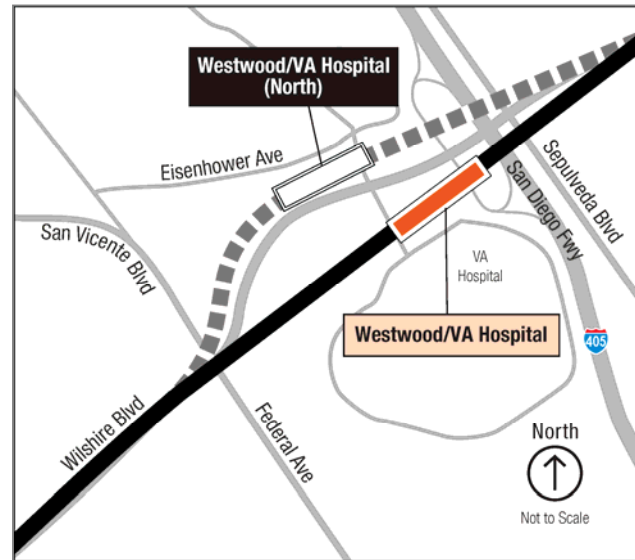 Westwood/VA Hospital
(North)
Eisenhower Ave
San Vicente Blvd
Sepulveda Blvd
San Diego Fwy
VA
Hospital
Westwood/VA Hospital
405
Wilshire Blvd
Federal Ave
North
Not to Scale